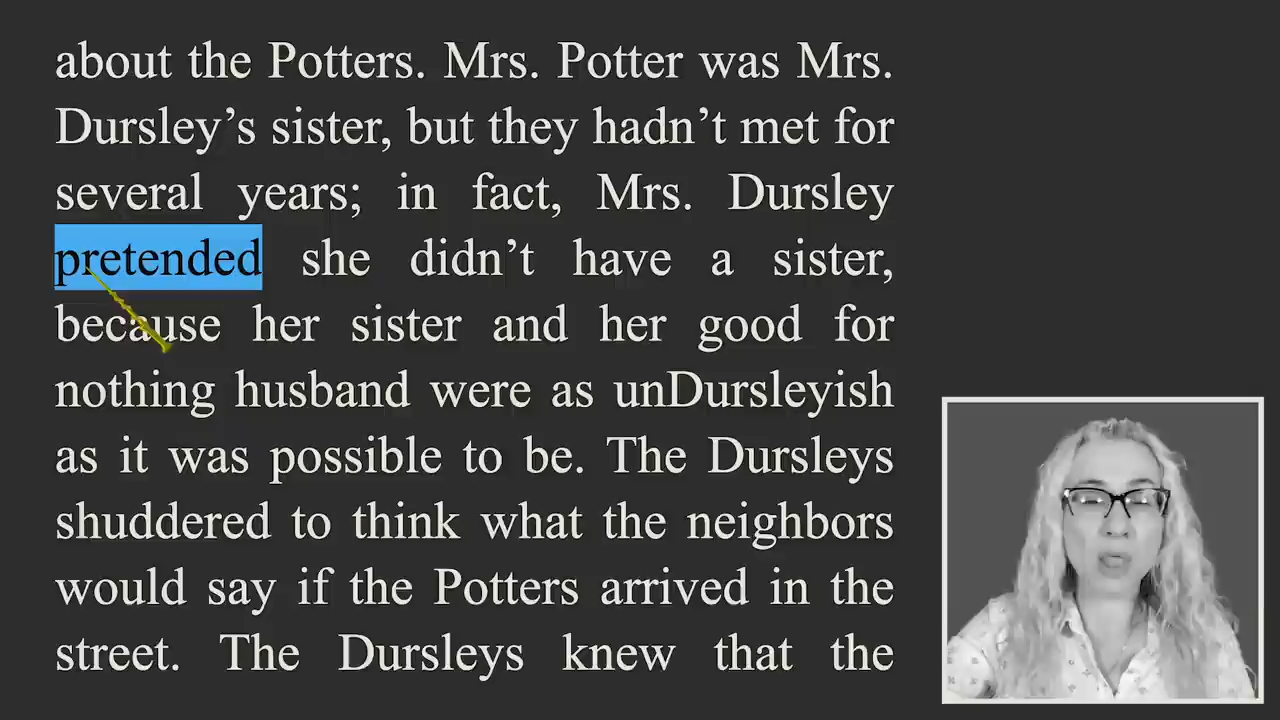 about the Potters. Mrs. Potter was Mrs.
Dursley’s sister, but they hadn’t met for
several years; in fact, Mrs. Dursley
pretended she didn’t have a sister,
because her sister and her good for
nothing husband were as unDursleyish
as it was possible to be. The Dursleys
shuddered to think what the neighbors
would say if the Potters arrived in the
street. The Dursleys knew that the